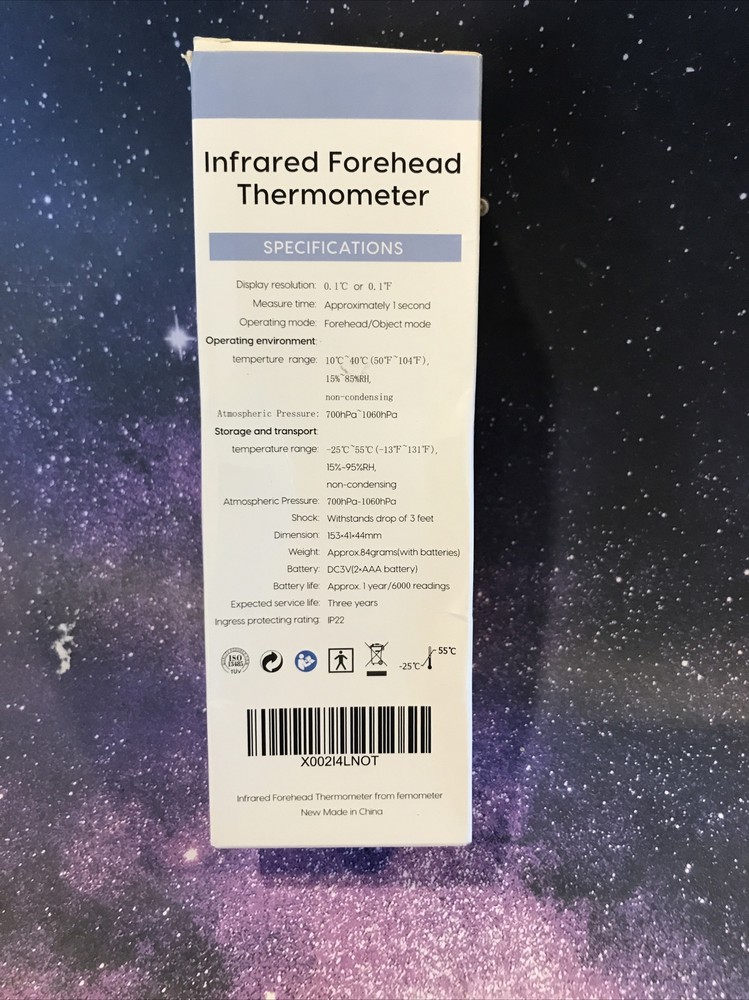 Infrared Forehead
Thermometer
SPECIFICATIONS
Display resolution: 0.1℃ or 0.1℉
Measure time: Approximately 1 second
Operating mode: Forehead/Object mode
Operating environment:
temperture range: 10℃~40℃(50℉~104℉),
15%~85%RH,
non-condensing
Atmospheric Pressure: 700hPa~1060hPa
Storage and transport:
temperature range: -25℃~55℃(-13℉~131℉),
15%~95%RH,
non-condensing
Atmospheric Pressure: 700hPa-1060hPa
Shock: Withstands drop of 3 feet
Dimension: 153×41×44mm
Weight: Approx.84grams(with batteries)
Battery: DC3V(2×AAA battery)
Battery life: Approx. 1 year/6000 readings
Expected service life: Three years
Ingress protecting rating: IP22
ISO
13485
TÜV
-25℃ 55℃
X002I4LNOT
Infrared Forehead Thermometer from femometer
New Made in China